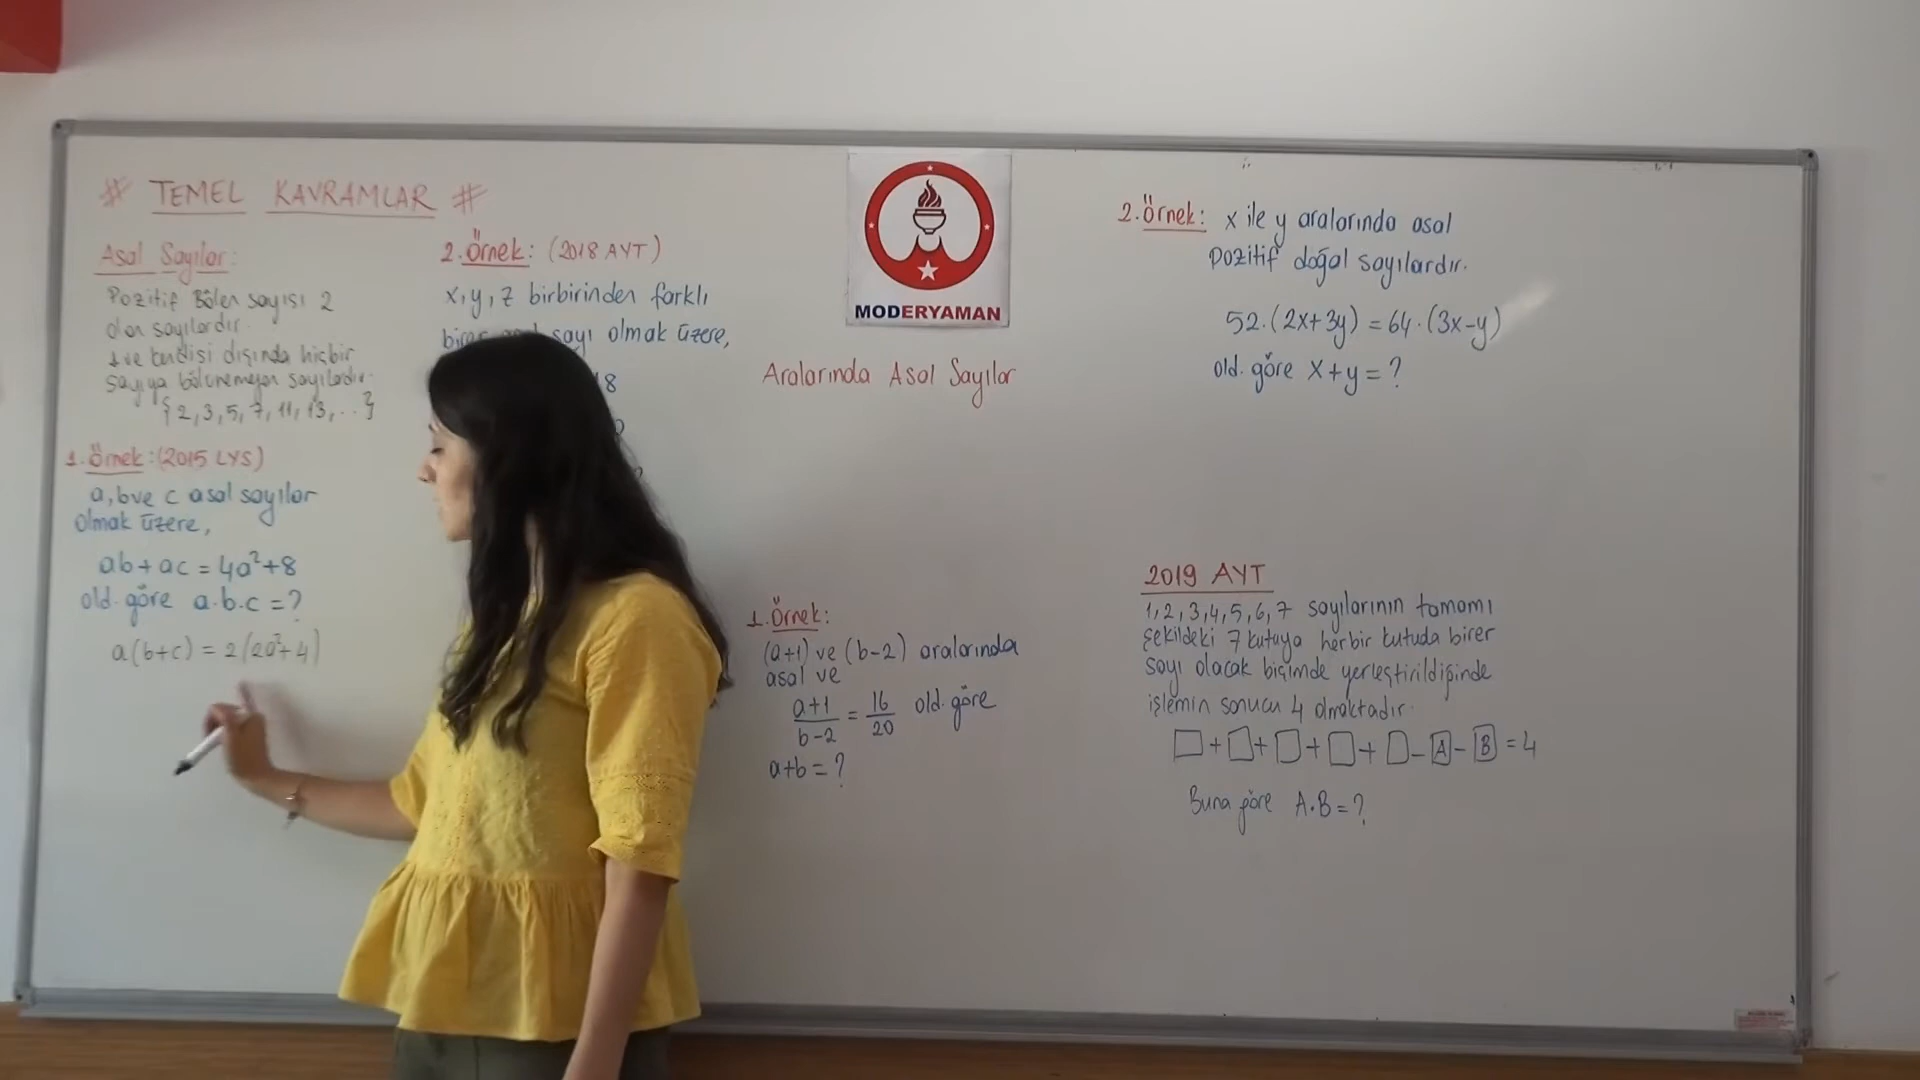 # TEMEL KAVRAMLAR #
Asal Sayılar:
Pozitif Bölen sayısı 2
olan sayılardır.
1 ve kendisi dışında hiçbir
sayıya bölünemeyen sayılardır.
{2, 3, 5, 7, 11, 13, ...}
1. Örnek: (2015 LYS)
a, b ve c asal sayılar
olmak üzere,
ab + ac = 4a²+8
old. göre a.b.c = ?
a(b+c) = 2(2a²+4)
2. Örnek: (2018 AYT)
x, y, z birbirinden farklı
sayı olmak üzere,
18
MODERYAMAN
Aralarında Asal Sayılar
1. Örnek:
(a+1) ve (b-2) aralarında
asal ve
a+1/b-2 = 16/20 old. göre
a+b = ?
2. Örnek: x ile y aralarında asal
pozitif doğal sayılardır.
52.(2x+3y) = 64.(3x-y)
old. göre x+y = ?
2019 AYT
1,2,3,4,5,6,7 sayılarının tamamı
şekildeki 7 kutuya herbir kutuda birer
sayı olacak biçimde yerleştirildiğinde
işlemin sonucu 4 olmaktadır.
□+□+□+□+□-A-B=4
Buna göre A.B=?